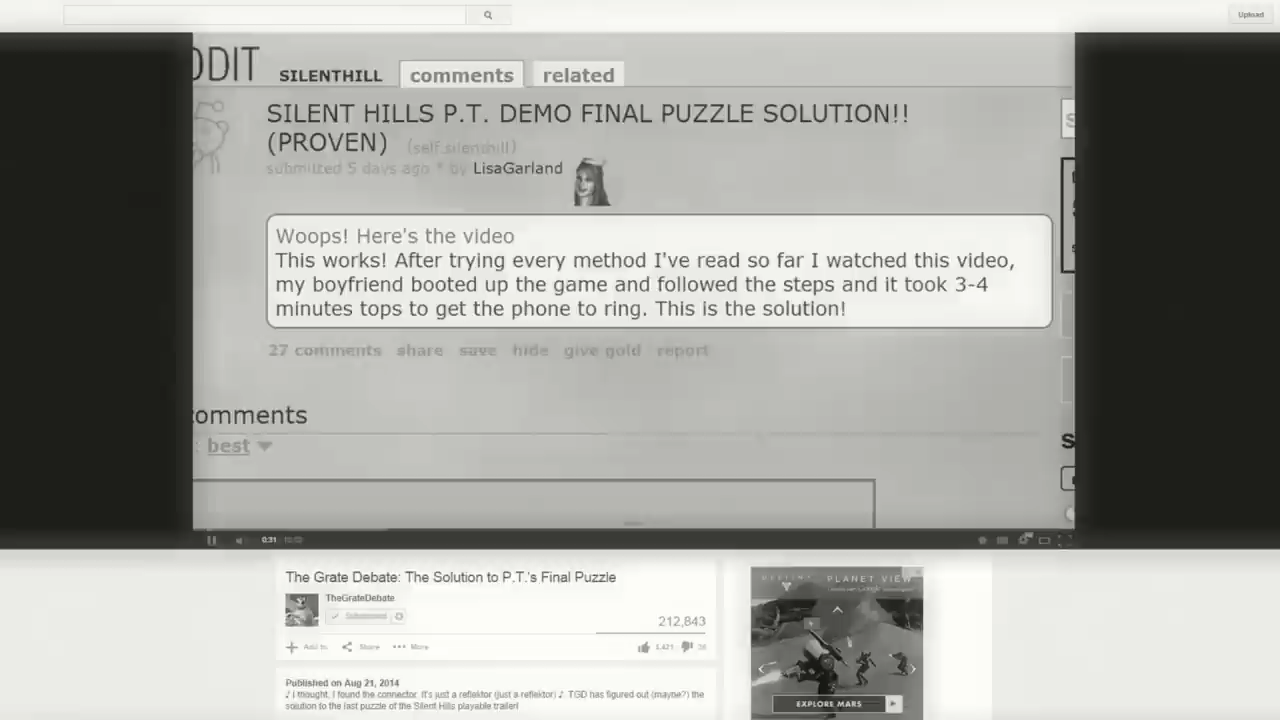 Upload
DDIT SILENTHILL comments related
SILENT HILLS P.T. DEMO FINAL PUZZLE SOLUTION!!
(PROVEN) (self.silenthill)
submitted 5 days ago * by LisaGarland
Woops! Here's the video
This works! After trying every method I've read so far I watched this video,
my boyfriend booted up the game and followed the steps and it took 3-4
minutes tops to get the phone to ring. This is the solution!
27 comments share save hide give gold report
comments
best
0:31
The Grate Debate: The Solution to P.T.'s Final Puzzle
TheGrateDebate
Subscribed
212,843
Add to Share More 1,421 36
Published on Aug 21, 2014
♪ I thought, I found the connector. It's just a reflektor (just a reflektor) ♪. TGD has figured out (maybe?) the
solution to the last puzzle of the Silent Hills playable trailer!
DESTINY PLANET VIEW
EXPLORE MARS